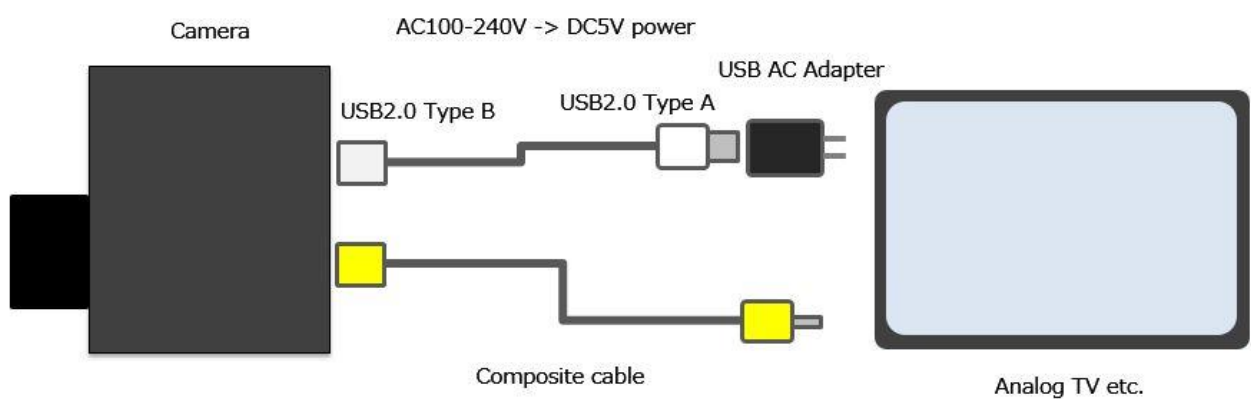 Camera
AC100-240V -> DC5V power
USB AC Adapter
USB2.0 Type B
USB2.0 Type A
Composite cable
Analog TV etc.